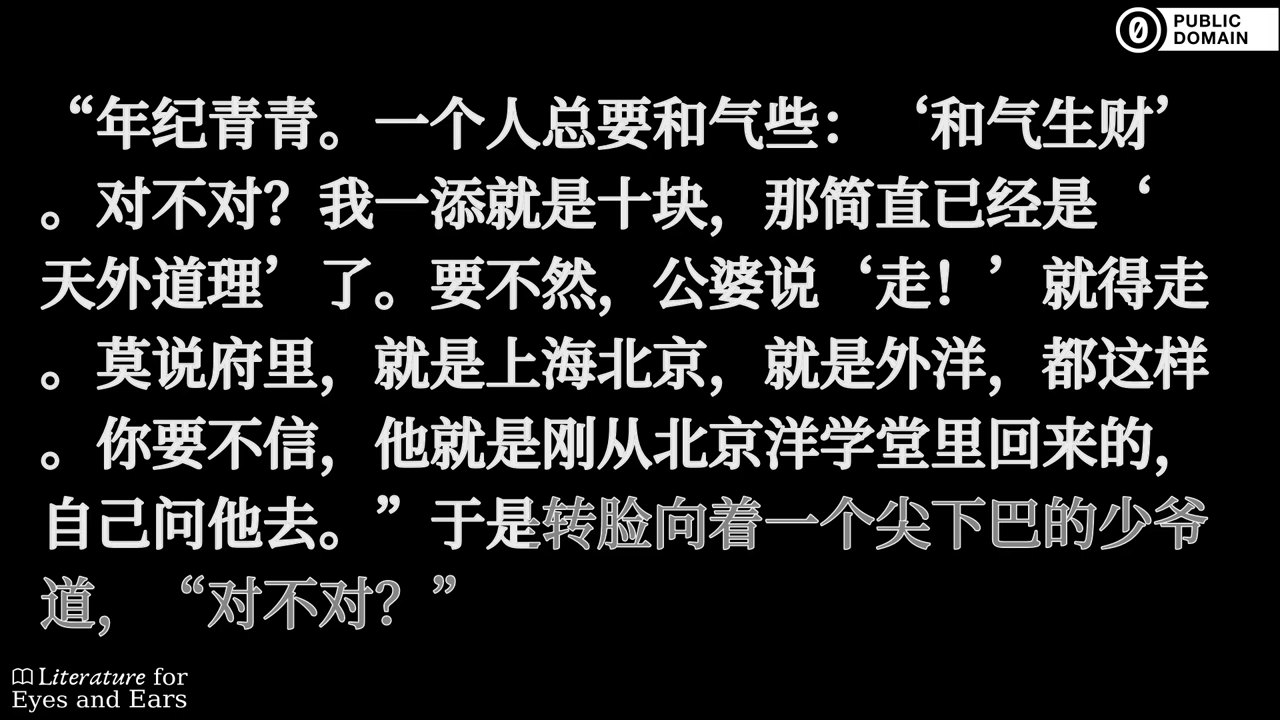 PUBLIC
DOMAIN
“年纪青青。一个人总要和气些：‘和气生财’
。对不对？我一添就是十块，那简直已经是‘
天外道理’了。要不然，公婆说‘走！’就得走
。莫说府里，就是上海北京，就是外洋，都这样
。你要不信，他就是刚从北京洋学堂里回来的，
自己问他去。”于是转脸向着一个尖下巴的少爷
道，“对不对？”
Literature for
Eyes and Ears